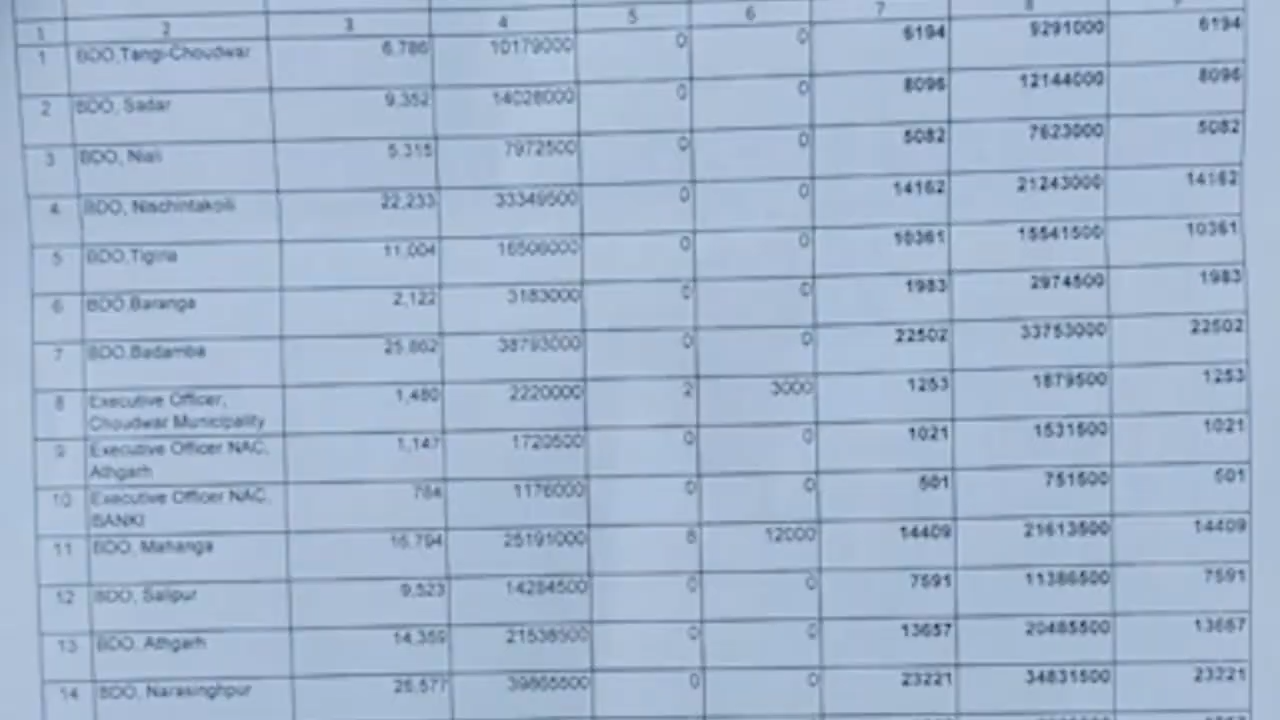 1 2 3 4 5 6 7 8 9
1 BDO,Tangi-Choudwar 6,786 10179000 0 0 6194 9291000 6194
2 BDO, Sadar 9,352 14028000 0 0 8096 12144000 8096
3 BDO, Niali 5,315 7972500 0 0 5082 7623000 5082
4 BDO, Nischintakoili 22,233 33349500 0 0 14162 21243000 14162
5 BDO,Tigiria 11,004 16506000 0 0 10361 15541500 10361
6 BDO,Baranga 2,122 3183000 0 0 1983 2974500 1983
7 BDO,Badamba 25,862 38793000 0 0 22502 33753000 22502
8 Executive Officer, 1,480 2220000 2 3000 1253 1879500 1253
Choudwar Municipality
9 Executive Officer NAC, 1,147 1720500 0 0 1021 1531500 1021
Athgarh
10 Executive Officer NAC, 784 1176000 0 0 501 751500 501
BANKI
11 BDO, Mahanga 16,794 25191000 8 12000 14409 21613500 14409
12 BDO, Salipur 9,523 14284500 0 0 7591 11386500 7591
13 BDO, Athgarh 14,359 21538500 0 0 13657 20485500 13657
14 BDO, Narasinghpur 26,577 39865500 0 0 23221 34831500 23221